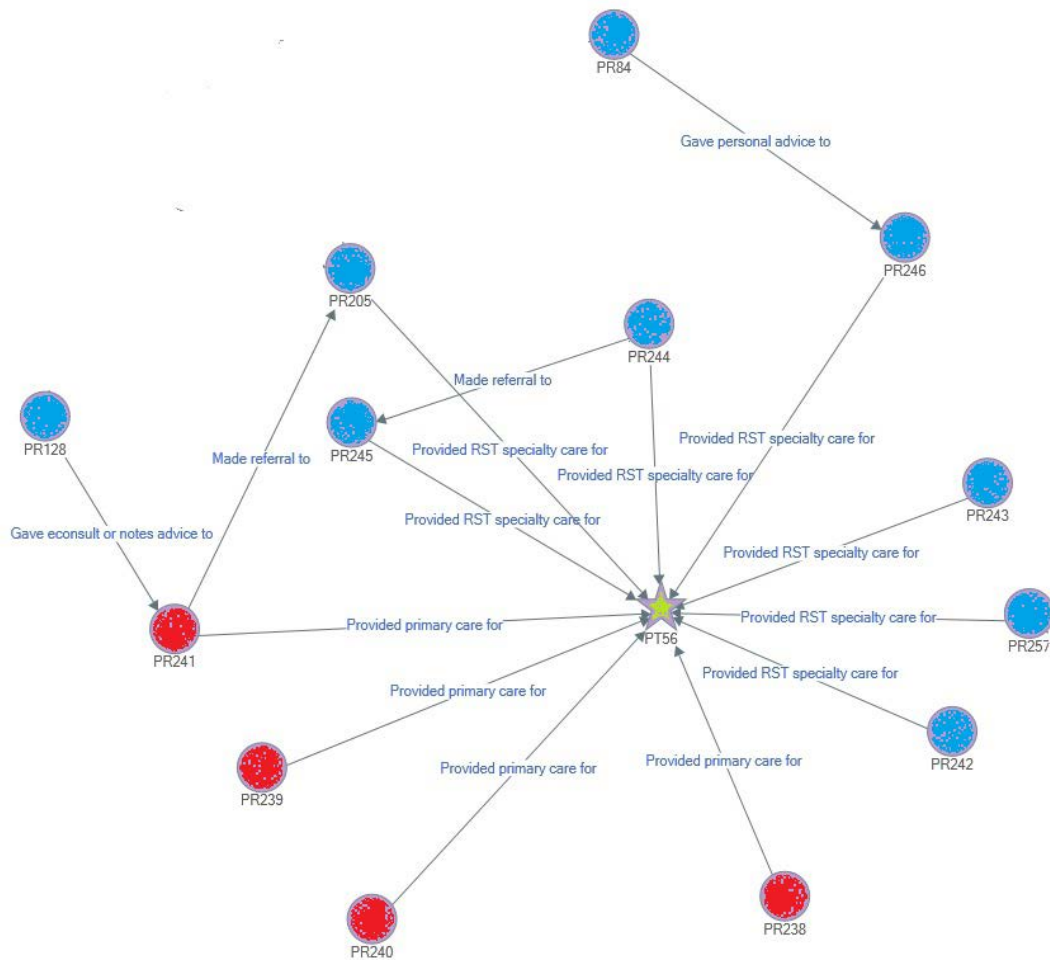 PR84
Gave personal advice to
PR246
PR205
PR244
Made referral to
PR128
PR245
Provided RST specialty care for
Provided RST specialty care for
Made referral to
Provided RST specialty care for
PR243
Provided RST specialty care for
Gave econsult or notes advice to
Provided RST specialty care for
Provided primary care for
Provided RST specialty care for
PT56
PR257
PR241
Provided RST specialty care for
Provided primary care for
PR242
Provided primary care for
Provided primary care for
PR239
PR238
PR240